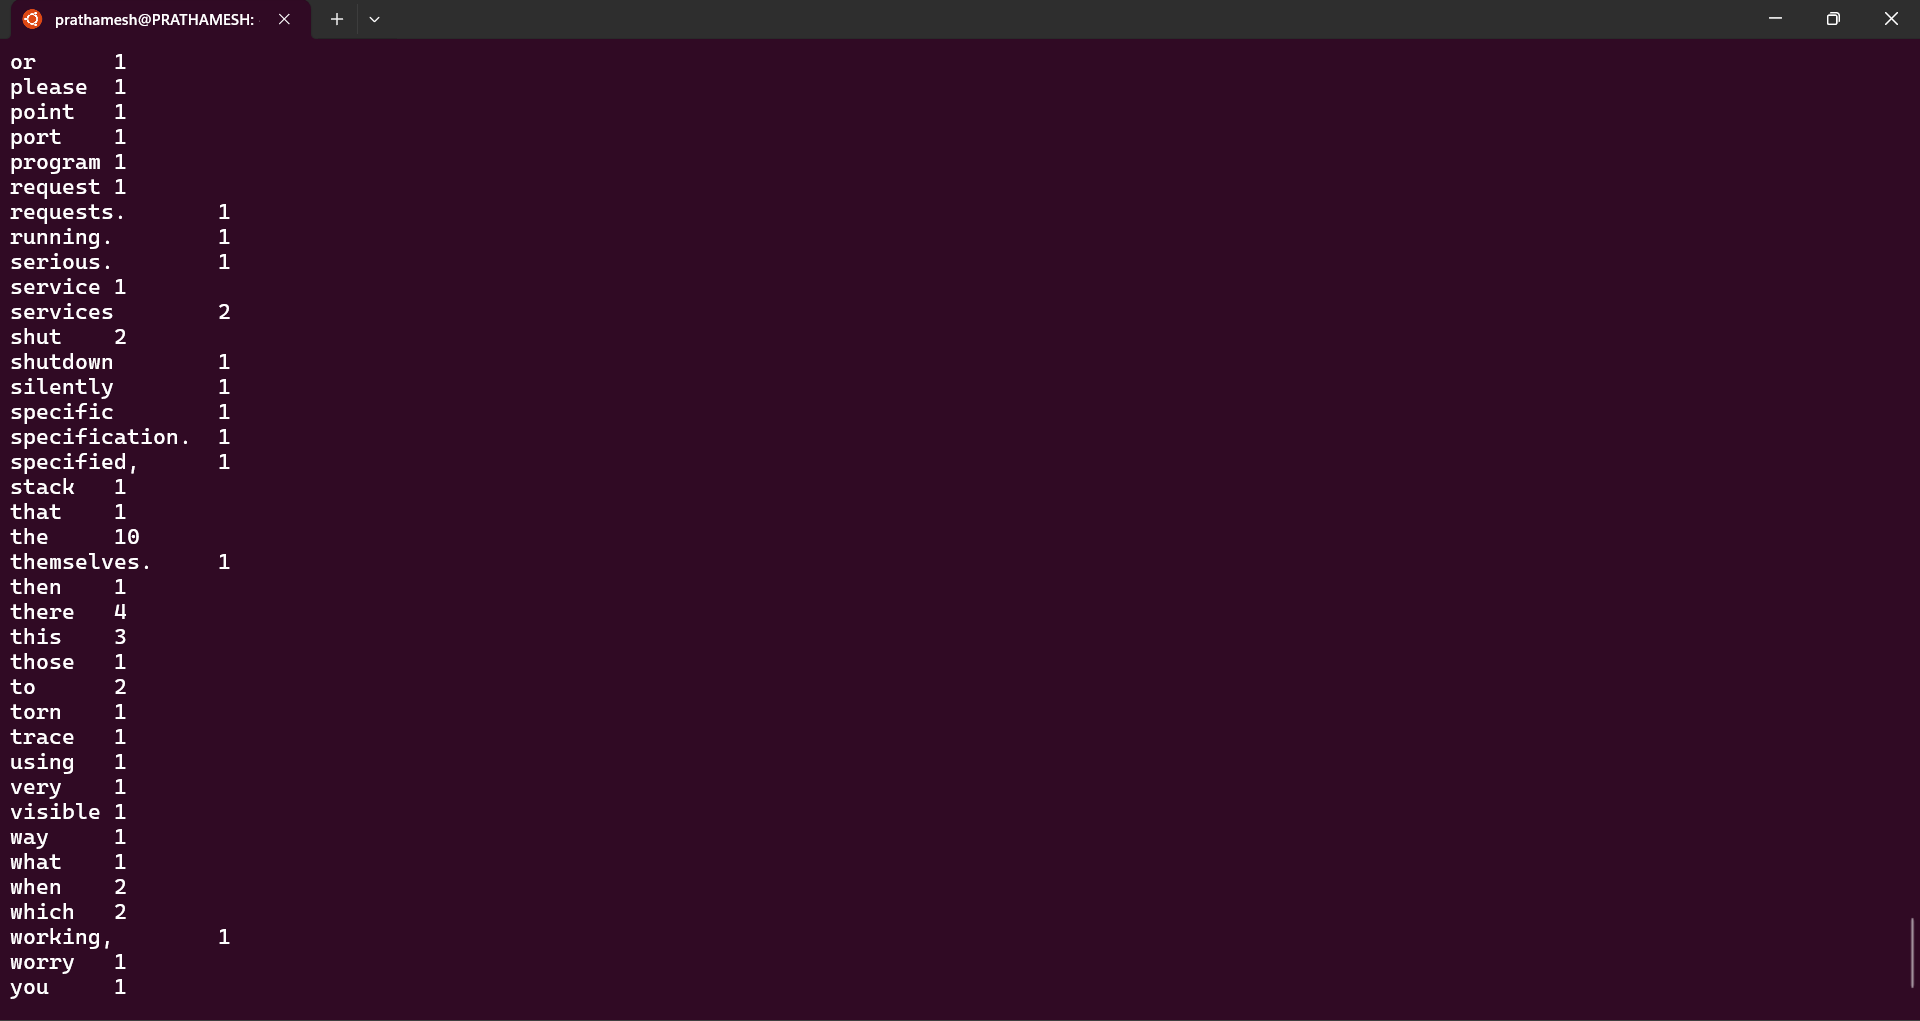 prathamesh@PRATHAMESH:
or 1
please 1
point 1
port 1
program 1
request 1
requests. 1
running. 1
serious. 1
service 1
services 2
shut 2
shutdown 1
silently 1
specific 1
specification. 1
specified, 1
stack 1
that 1
the 10
themselves. 1
then 1
there 4
this 3
those 1
to 2
torn 1
trace 1
using 1
very 1
visible 1
way 1
what 1
when 2
which 2
working, 1
worry 1
you 1